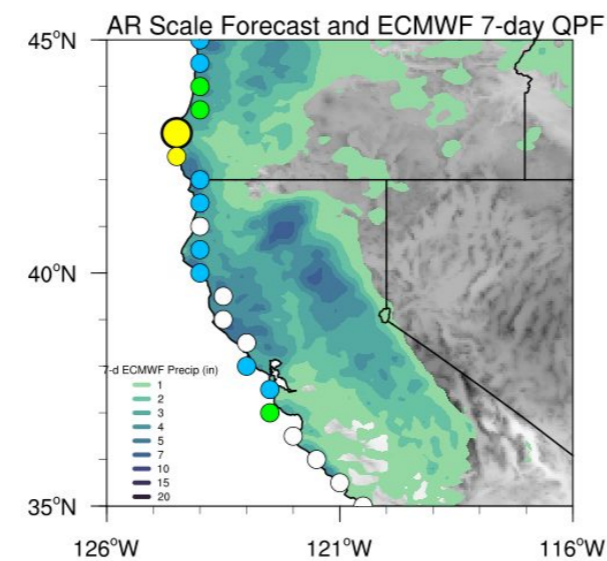 AR Scale Forecast and ECMWF 7-day QPF
45°N
40°N
7-d ECMWF Precip (in)
1
2
3
4
5
7
10
15
20
35°N
126°W
121°W
116°W